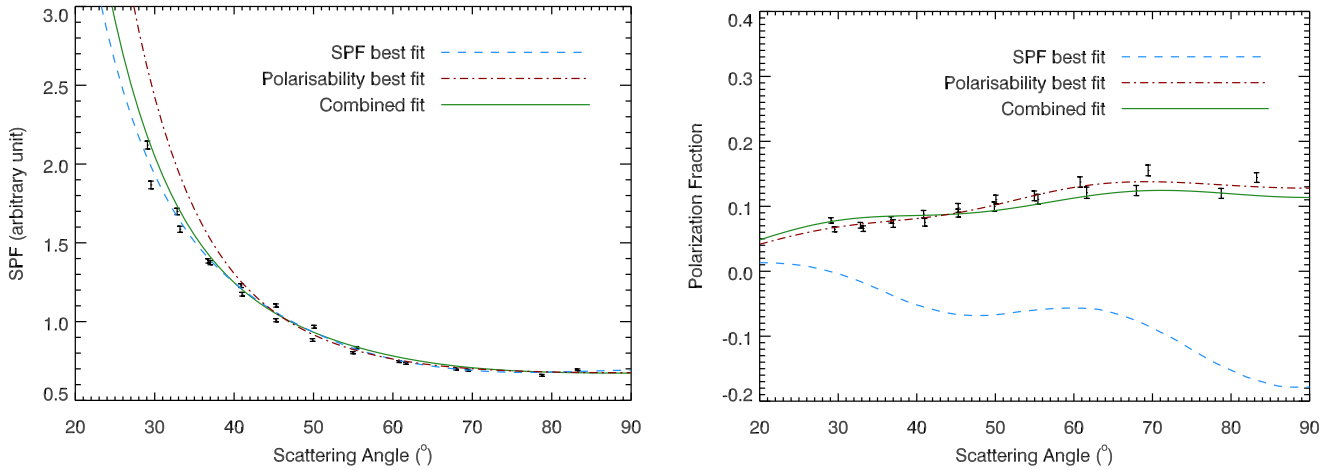 3.0
2.5
2.0
1.5
1.0
0.5
SPF (arbitrary unit)
SPF best fit
Polarisability best fit
Combined fit
20 30 40 50 60 70 80 90
Scattering Angle (°)
0.4
0.3
0.2
0.1
0.0
-0.1
-0.2
Polarization Fraction
SPF best fit
Polarisability best fit
Combined fit
20 30 40 50 60 70 80 90
Scattering Angle (°)